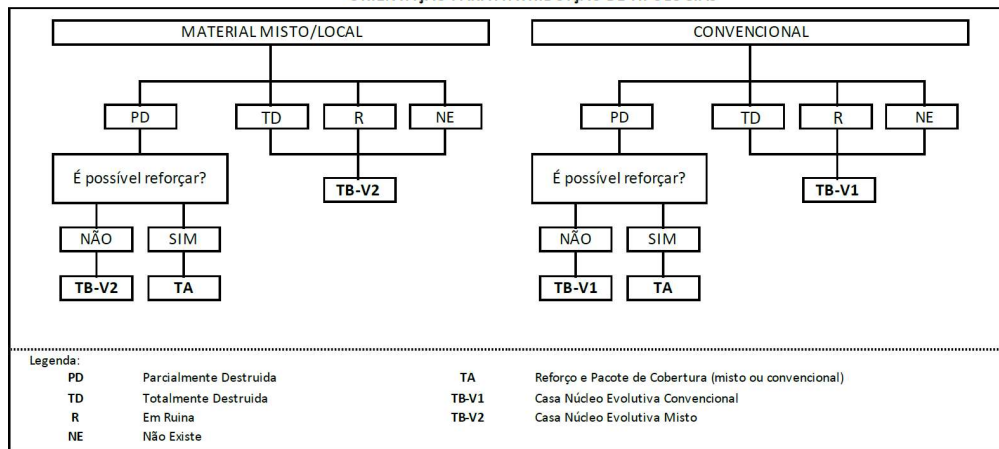 MATERIAL MISTO/LOCAL
CONVENCIONAL
PD
TD
R
NE
PD
TD
R
NE
É possível reforçar?
TB-V2
É possível reforçar?
TB-V1
NÃO
SIM
NÃO
SIM
TB-V2
TA
TB-V1
TA
Legenda:
PD Parcialmente Destruida
TA Reforço e Pacote de Cobertura (misto ou convencional)
TD Totalmente Destruida
TB-V1 Casa Núcleo Evolutiva Convencional
R Em Ruina
TB-V2 Casa Núcleo Evolutiva Misto
NE Não Existe